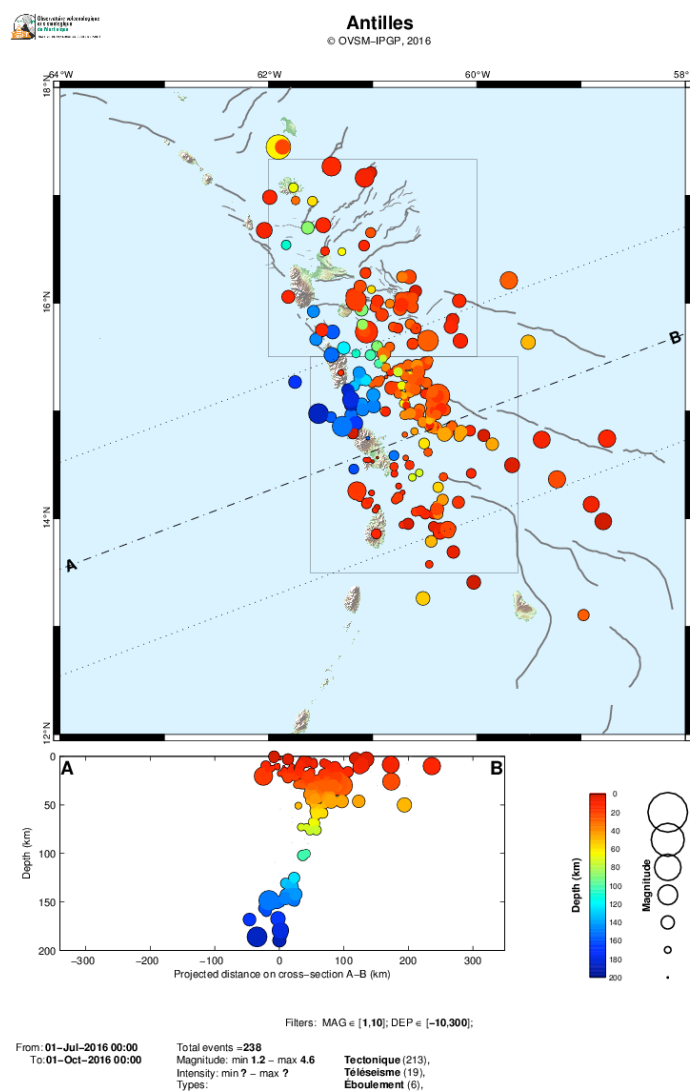 Observatoire volcanologique
et sismologique
de Martinique
Antilles
© OVSM−IPGP, 2016
64°W
62°W
60°W
58°
18°N
16°N
B
14°N
A
12°N
A
B
0
50
100
150
200
Depth (km)
−300
−200
−100
0
100
200
300
Projected distance on cross−section A−B (km)
Depth (km)
0
20
40
60
80
100
120
140
160
180
200
Magnitude
Filters: MAG ∈ [1,10]; DEP ∈ [−10,300];
From: 01−Jul−2016 00:00
To: 01−Oct−2016 00:00
Total events =238
Magnitude: min 1.2 − max 4.6
Intensity: min ? − max ?
Types:
Tectonique (213),
Téléseisme (19),
Éboulement (6),